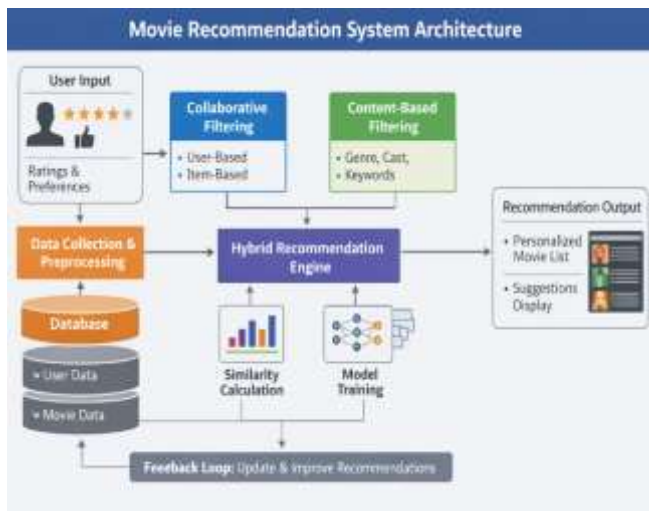 Movie Recommendation System Architecture
User Input
Ratings &
Preferences
Collaborative
Filtering
• User-Based
• Item-Based
Content-Based
Filtering
• Genre, Cast,
• Keywords
Data Collection &
Preprocessing
Hybrid Recommendation
Engine
Recommendation Output
• Personalized
Movie List
• Suggestions
Display
Database
• User Data
• Movie Data
Similarity
Calculation
Model
Training
Feeeback Loop: Update & Improve Recommendations